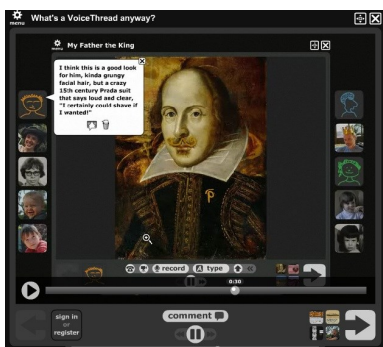 What's a VoiceThread anyway?
menu
My Father the King
menu
I think this is a good look
for him, kinda grungy
facial hair, but a crazy
15th century Prada suit
that says loud and clear,
"I certainly could shave if
I wanted!"
P
record
A type
0:30
sign in
or
register
comment